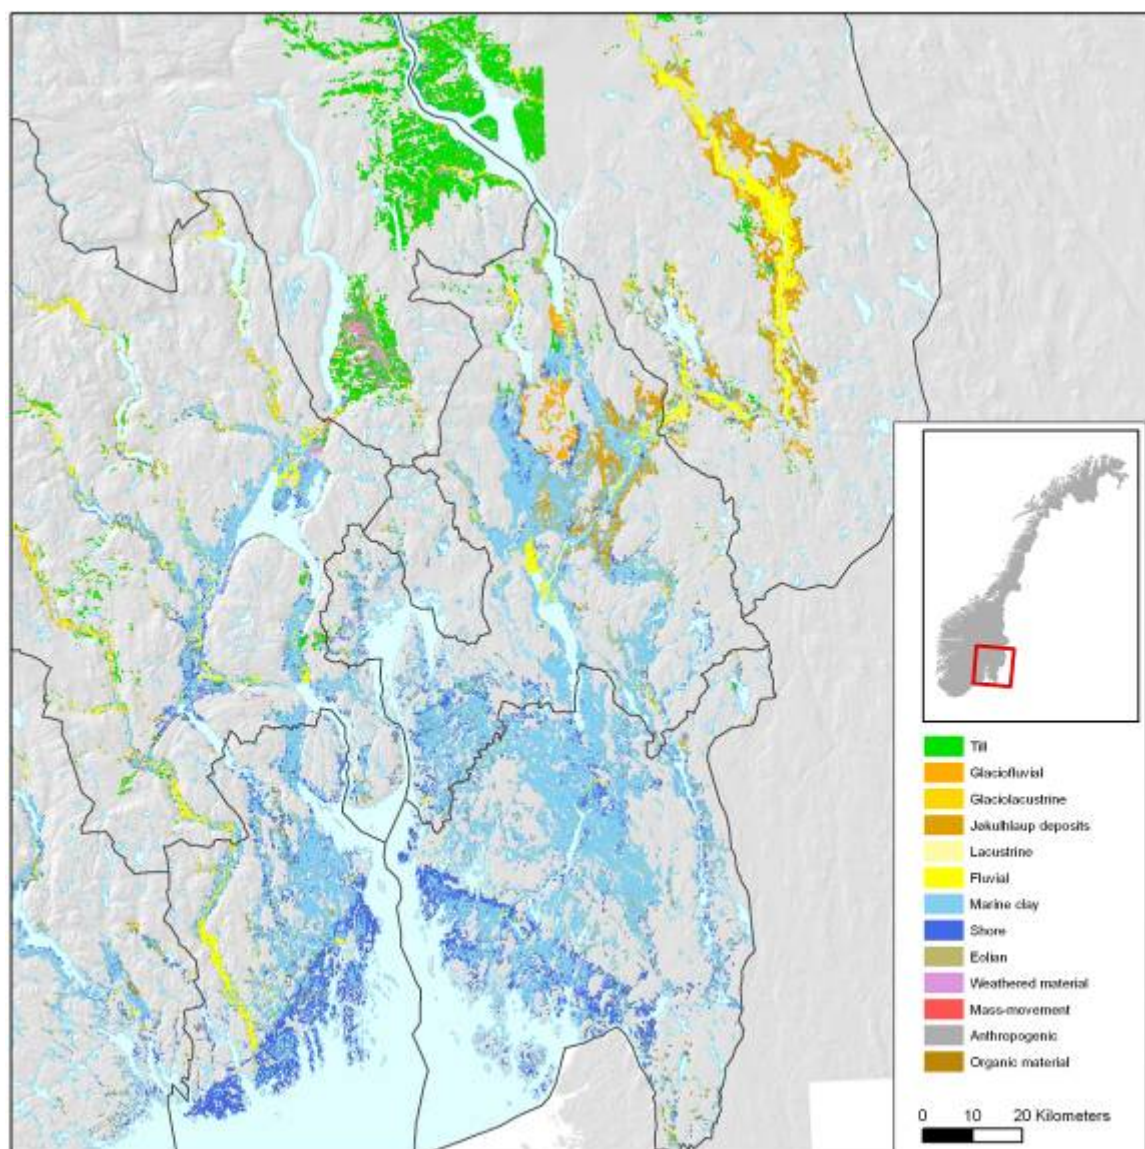 Till
Glaciofluvial
Glaciolacustrine
Jøkulhlaup deposits
Lacustrine
Fluvial
Marine clay
Shore
Eolian
Weathered material
Mass-movement
Anthropogenic
Organic material
0 10 20 Kilometers